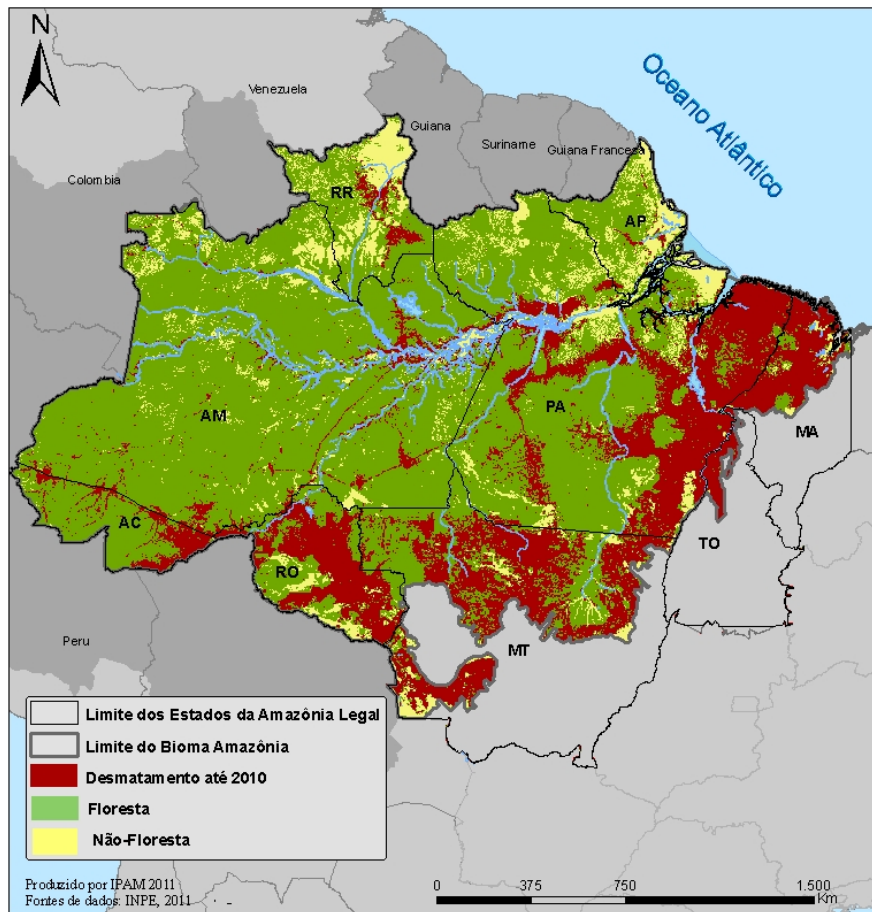 N
Oceano Atlântico
Venezuela
Guiana
Suriname
Guiana Frances
Colombia
RR
AP
AM
PA
MA
AC
TO
RO
Peru
MT
Limite dos Estados da Amazônia Legal
Limite do Bioma Amazônia
Desmatamento até 2010
Floresta
Não-Floresta
Produzido por IPAM 2011
Fontes de dados: INPE, 2011
0 375 750 1.500
Km